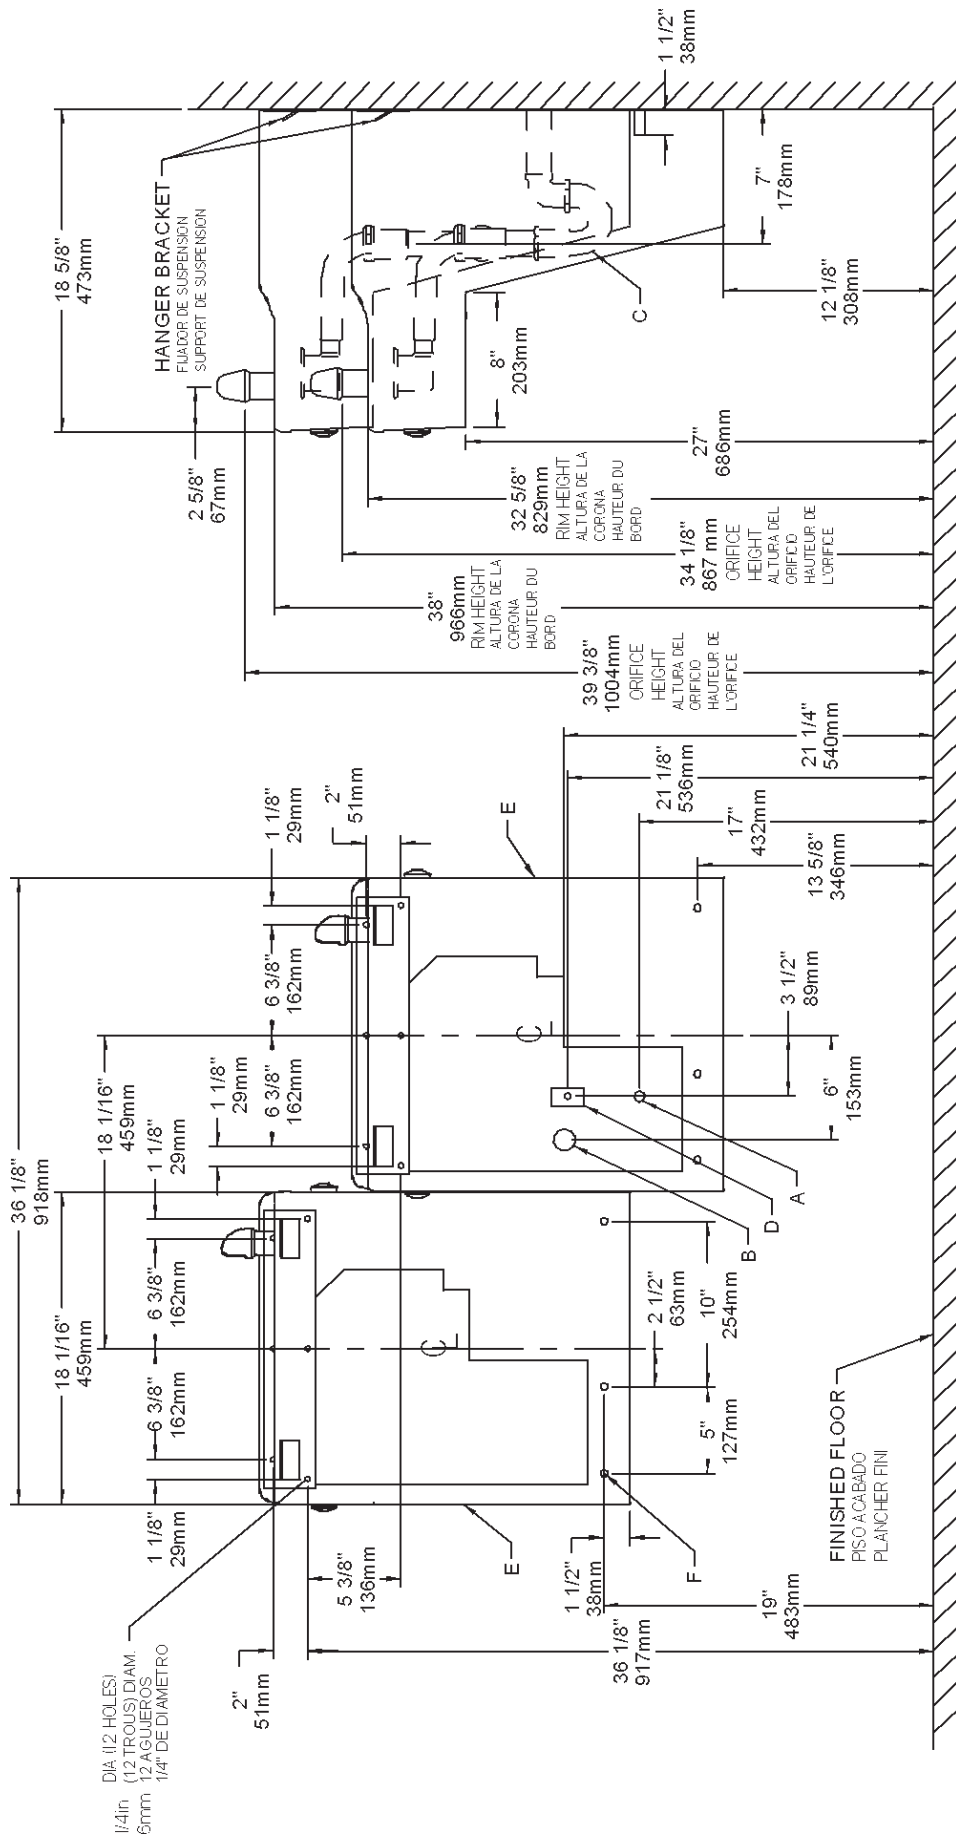 18 5/8"
473mm
HANGER BRACKET
FIJADOR DE SUSPENSION
SUPPORT DE SUSPENSION
2 5/8"
67mm
1 1/2"
38mm
7"
178mm
12 1/8"
308mm
C
8"
203mm
27"
686mm
32 5/8"
829mm
RIM HEIGHT
ALTURA DE LA
CORONA
HAUTEUR DU
BORD
34 1/8"
867 mm
ORIFICE
HEIGHT
ALTURA DEL
ORIFICIO
HAUTEUR DE
L'ORIFICE
38"
966mm
RIM HEIGHT
ALTURA DE LA
CORONA
HAUTEUR DU
BORD
39 3/8"
1004mm
ORIFICE
HEIGHT
ALTURA DEL
ORIFICIO
HAUTEUR DE
L'ORIFICE
36 1/8"
918mm
18 1/16"
459mm
18 1/16"
459mm
1 1/8"
29mm
2"
51mm
6 3/8"
162mm
6 3/8"
162mm
1 1/8"
29mm
1 1/8"
29mm
6 3/8"
162mm
6 3/8"
162mm
1 1/8"
29mm
E
21 1/4"
540mm
21 1/8"
536mm
17"
432mm
13 5/8"
346mm
CL
3 1/2"
89mm
6"
153mm
A
D
B
CL
2 1/2"
63mm
10"
254mm
5"
127mm
F
E
1/4in DIA (12 HOLES)
(12 TROUS) DIAM.
6mm 12 AGUJEROS
1/4" DE DIAMETRO
2"
51mm
5 3/8"
136mm
1 1/2"
38mm
36 1/8"
917mm
19"
483mm
FINISHED FLOOR
PISO ACABADO
PLANCHER FINI